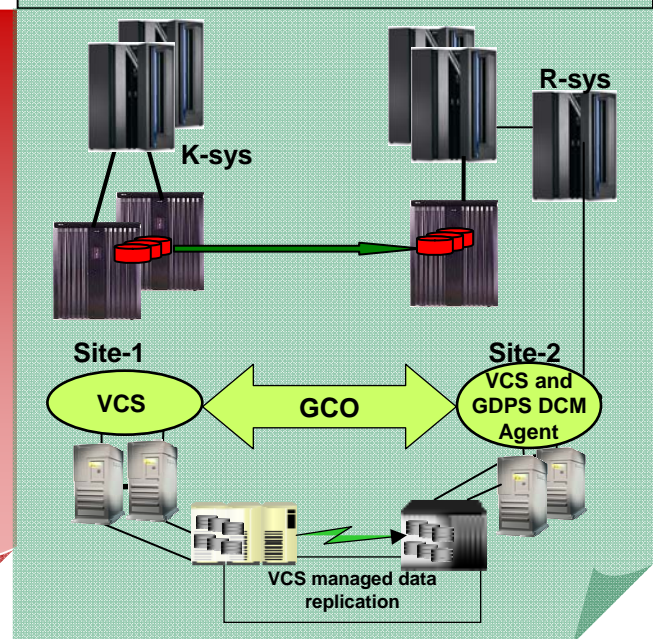 R-sys
K-sys
Site-1
Site-2
VCS
GCO
VCS and
GDPS DCM
Agent
VCS managed data
replication